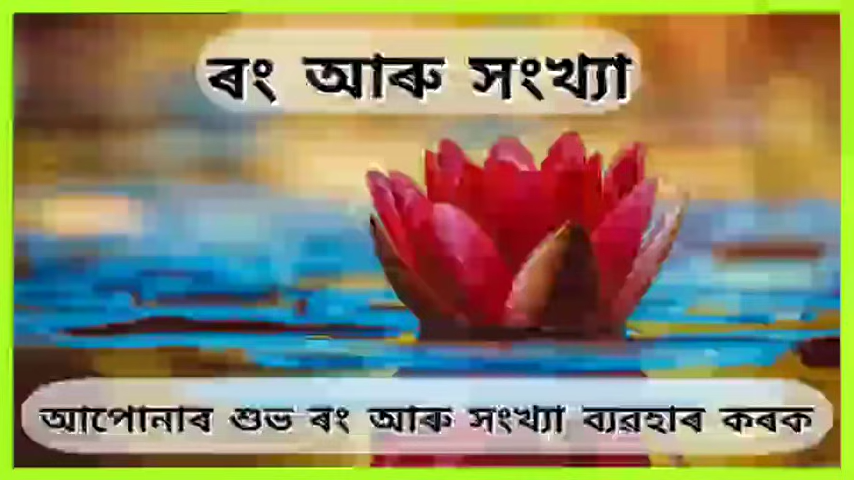 ৰং আৰু সংখ্যা
আপোনাৰ শুভ ৰং আৰু সংখ্যা ব্যৱহাৰ কৰক